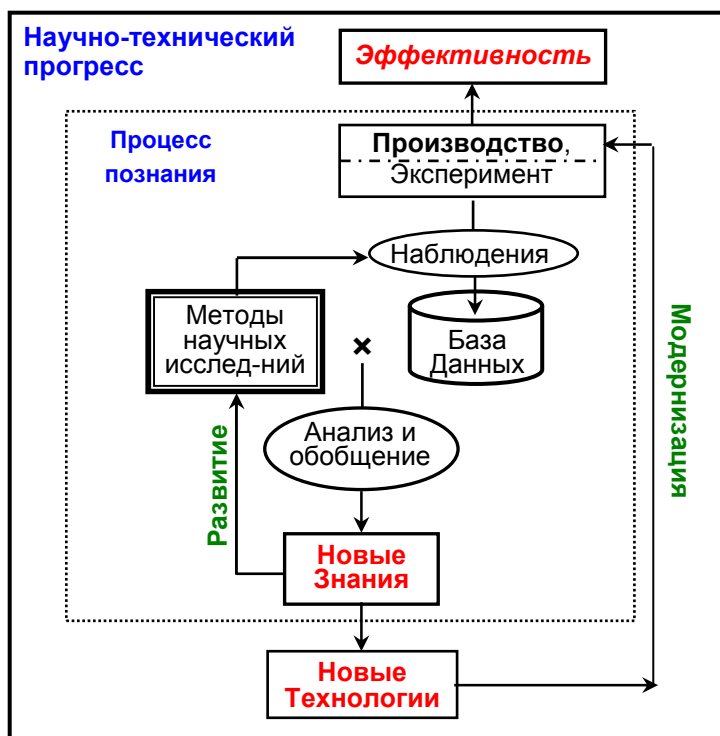 Научно-технический
прогресс
Эффективность
Процесс
познания
Производство,
Эксперимент
Наблюдения
Методы
научных
исслед-ний
×
База
Данных
Анализ и
обобщение
Развитие
Модернизация
Новые
Знания
Новые
Технологии